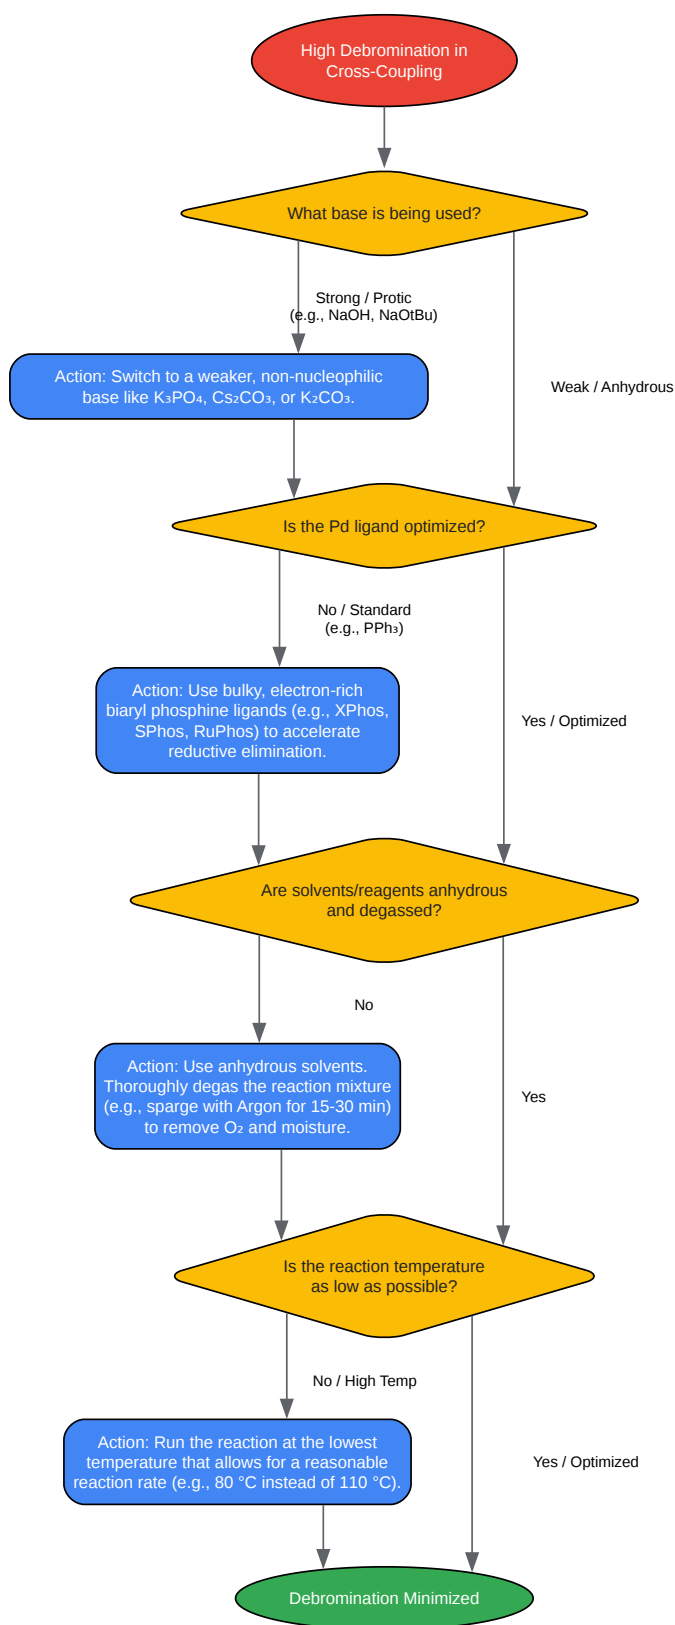 High Debromination in
Cross-Coupling
What base is being used?
Strong / Protic
(e.g., NaOH, NaOtBu)
Action: Switch to a weaker, non-nucleophilic
base like K₃PO₄, Cs₂CO₃, or K₂CO₃.
Weak / Anhydrous
Is the Pd ligand optimized?
No / Standard
(e.g., PPh₃)
Action: Use bulky, electron-rich
biaryl phosphine ligands (e.g., XPhos,
SPhos, RuPhos) to accelerate
reductive elimination.
Yes / Optimized
Are solvents/reagents anhydrous
and degassed?
No
Action: Use anhydrous solvents.
Thoroughly degas the reaction mixture
(e.g., sparge with Argon for 15-30 min)
to remove O₂ and moisture.
Yes
Is the reaction temperature
as low as possible?
No / High Temp
Action: Run the reaction at the lowest
temperature that allows for a reasonable
reaction rate (e.g., 80 °C instead of 110 °C).
Yes / Optimized
Debromination Minimized